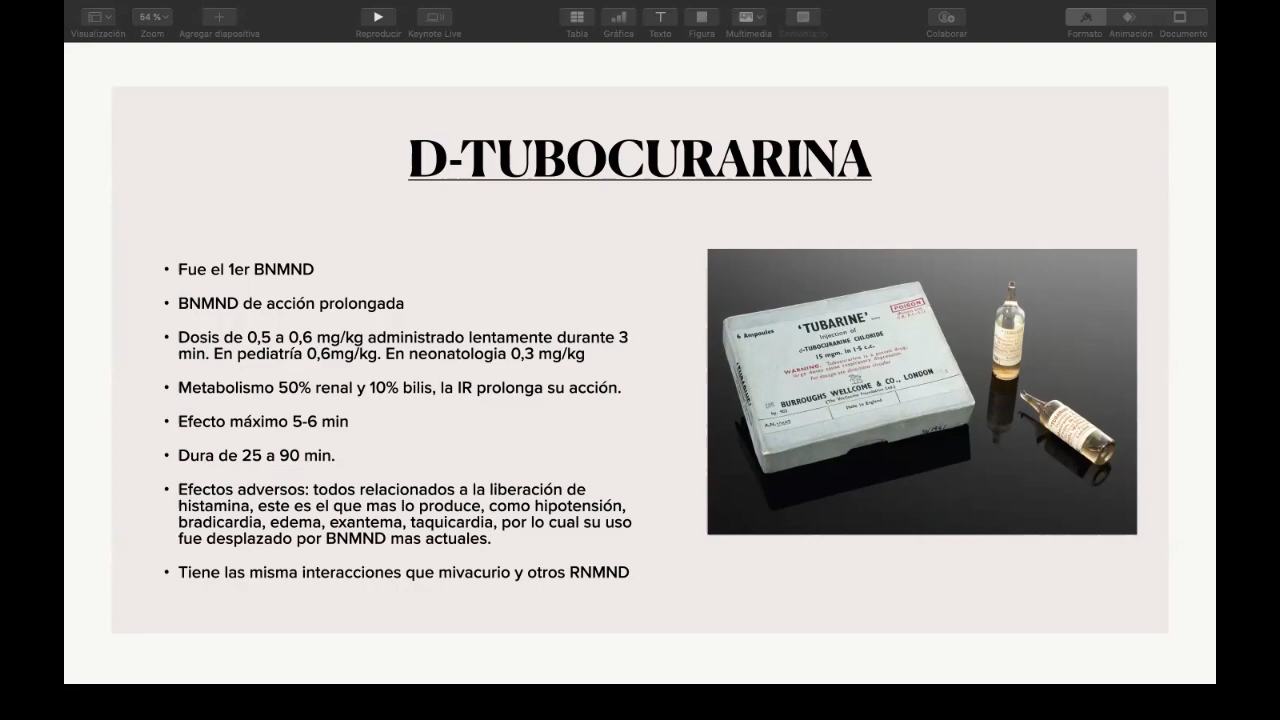 Visualización
54 %
Zoom
Agregar diapositiva
Reproducir
Keynote Live
Tabla
Gráfica
Texto
Figura
Multimedia
Comentario
Colaborar
Formato
Animación
Documento
D-TUBOCURARINA
• Fue el 1er BNMND
• BNMND de acción prolongada
• Dosis de 0,5 a 0,6 mg/kg administrado lentamente durante 3
min. En pediatría 0,6mg/kg. En neonatologia 0,3 mg/kg
• Metabolismo 50% renal y 10% bilis, la IR prolonga su acción.
• Efecto máximo 5-6 min
• Dura de 25 a 90 min.
• Efectos adversos: todos relacionados a la liberación de
histamina, este es el que mas lo produce, como hipotensión,
bradicardia, edema, exantema, taquicardia, por lo cual su uso
fue desplazado por BNMND mas actuales.
• Tiene las misma interacciones que mivacurio y otros RNMND
6 Ampoules
'TUBARINE'
POISON
Injection of
d-TUBOCURARINE CHLORIDE
15 mgm. in 1·5 c.c.
WARNING.
BURROUGHS WELLCOME & CO., LONDON
Made in England